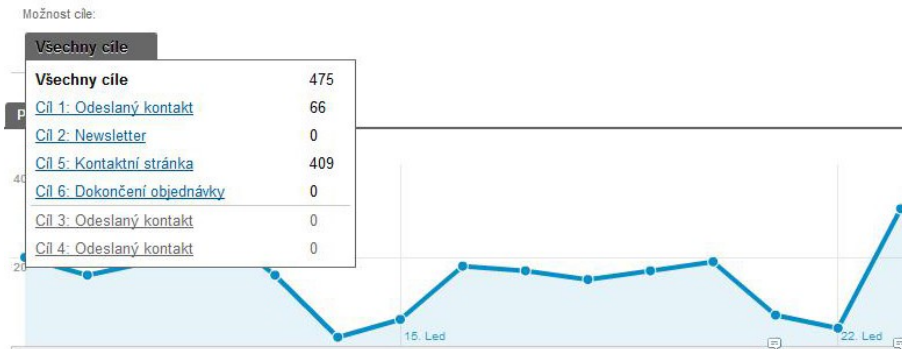 Možnost cíle:
Všechny cíle
Všechny cíle 475
Cíl 1: Odeslaný kontakt 66
Cíl 2: Newsletter 0
Cíl 5: Kontaktní stránka 409
Cíl 6: Dokončení objednávky 0
Cíl 3: Odeslaný kontakt 0
Cíl 4: Odeslaný kontakt 0
P
40
20
15. Led
22. Led